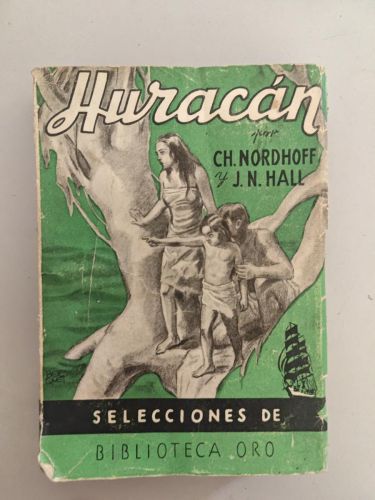 Huracán
por
CH. NORDHOFF
y J. N. HALL
SELECCIONES DE
BIBLIOTECA ORO